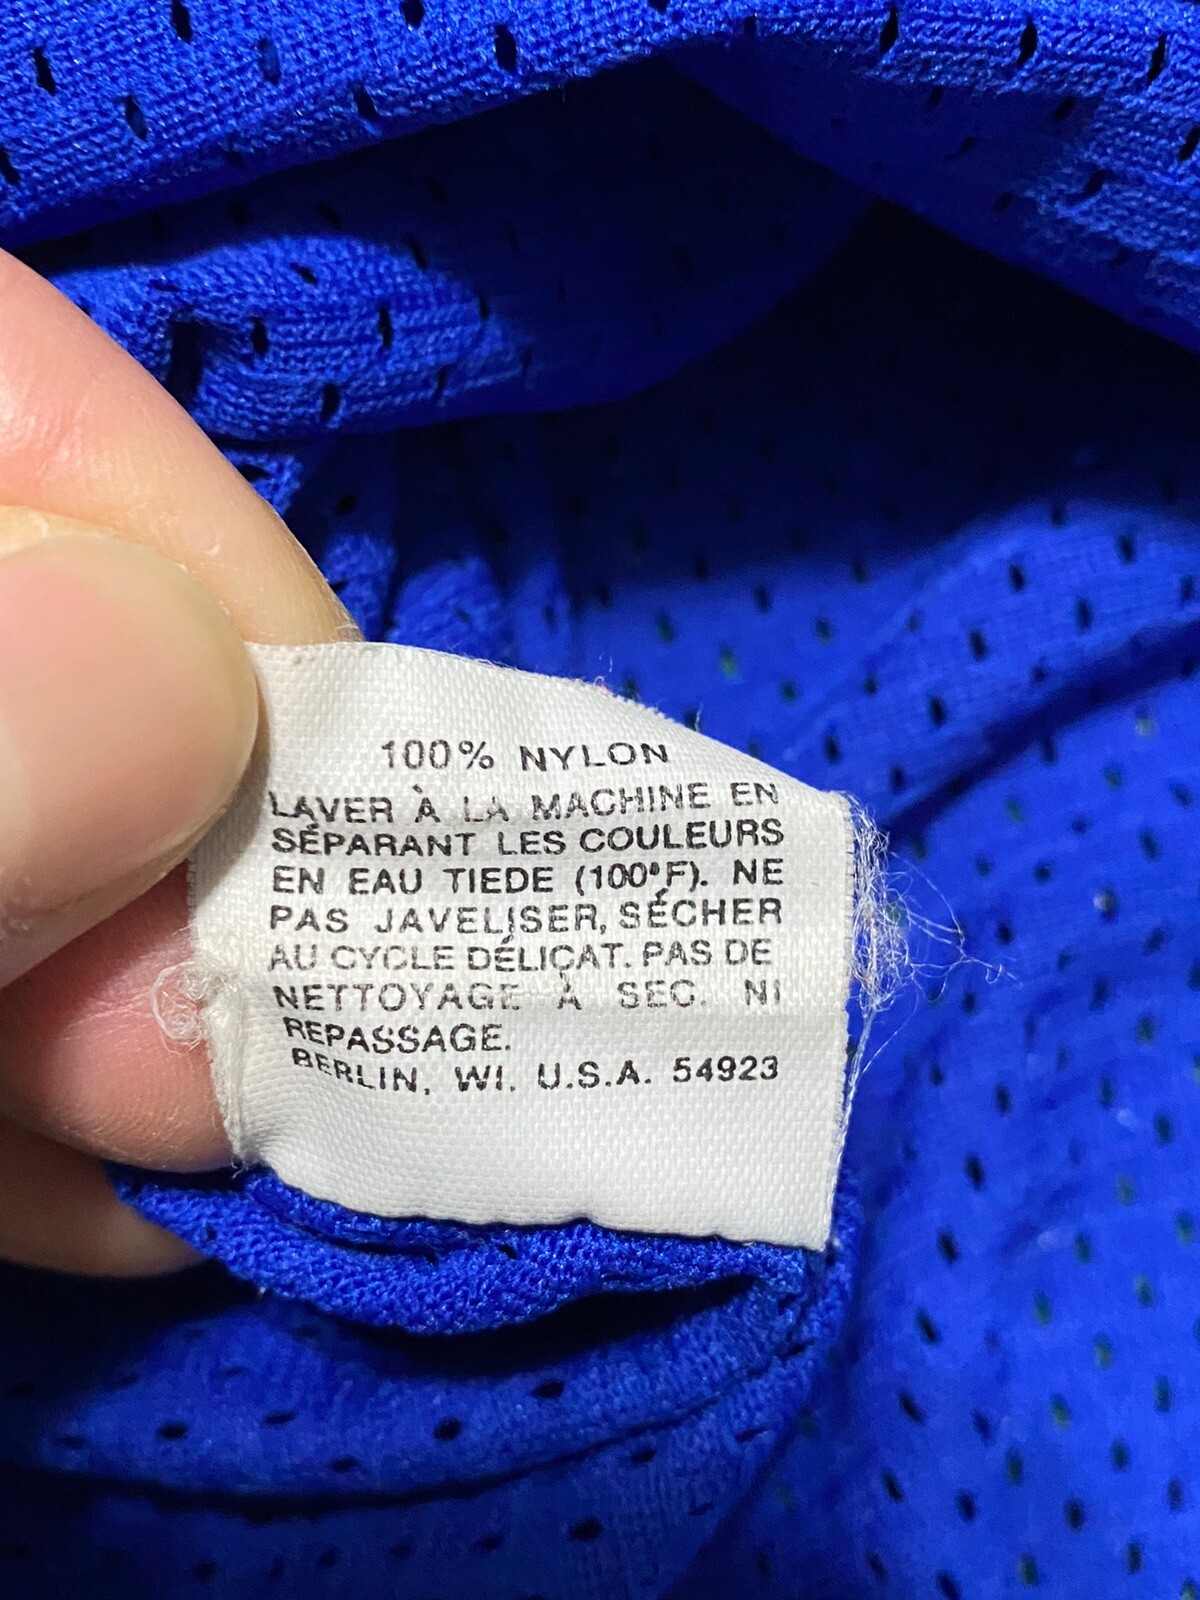 100% NYLON
LAVER À LA MACHINE EN
SÉPARANT LES COULEURS
EN EAU TIEDE (100°F). NE
PAS JAVELISER, SÉCHER
AU CYCLE DÉLICAT. PAS DE
NETTOYAGE À SEC. NI
REPASSAGE.
BERLIN, WI. U.S.A. 54923